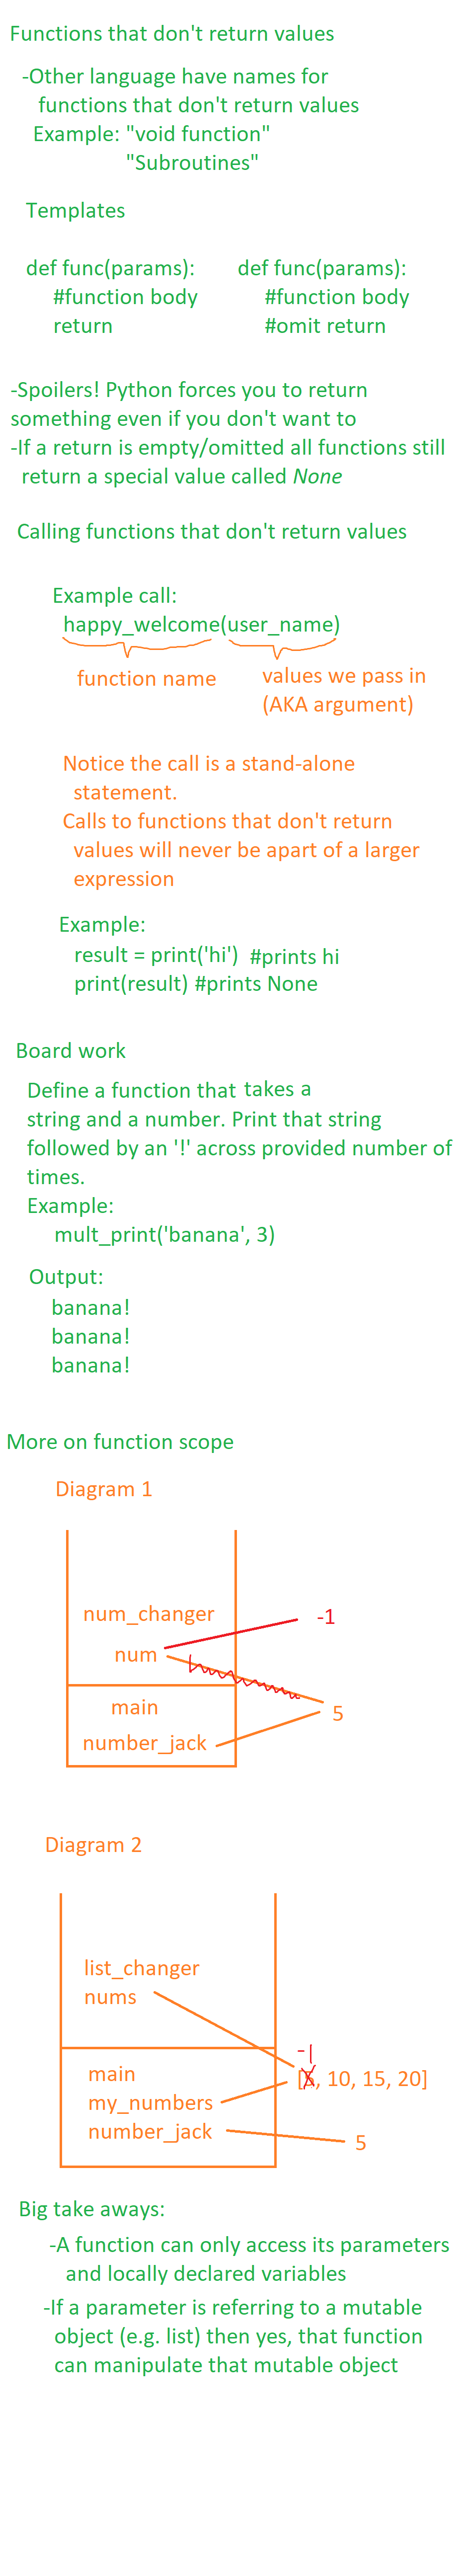 Functions that don't return values
-Other language have names for
functions that don't return values
Example: "void function"
"Subroutines"
Templates
def func(params): def func(params):
#function body #function body
return #omit return
-Spoilers! Python forces you to return
something even if you don't want to
-If a return is empty/omitted all functions still
return a special value called None
Calling functions that don't return values
Example call:
happy_welcome(user_name)
function name values we pass in
(AKA argument)
Notice the call is a stand-alone
statement.
Calls to functions that don't return
values will never be apart of a larger
expression
Example:
result = print('hi') #prints hi
print(result) #prints None
Board work
Define a function that takes a
string and a number. Print that string
followed by an '!' across provided number of
times.
Example:
mult_print('banana', 3)
Output:
banana!
banana!
banana!
More on function scope
Diagram 1
num_changer -1
num
main 5
number_jack
Diagram 2
list_changer
nums
-1
main [5, 10, 15, 20]
my_numbers
number_jack 5
Big take aways:
-A function can only access its parameters
and locally declared variables
-If a parameter is referring to a mutable
object (e.g. list) then yes, that function
can manipulate that mutable object